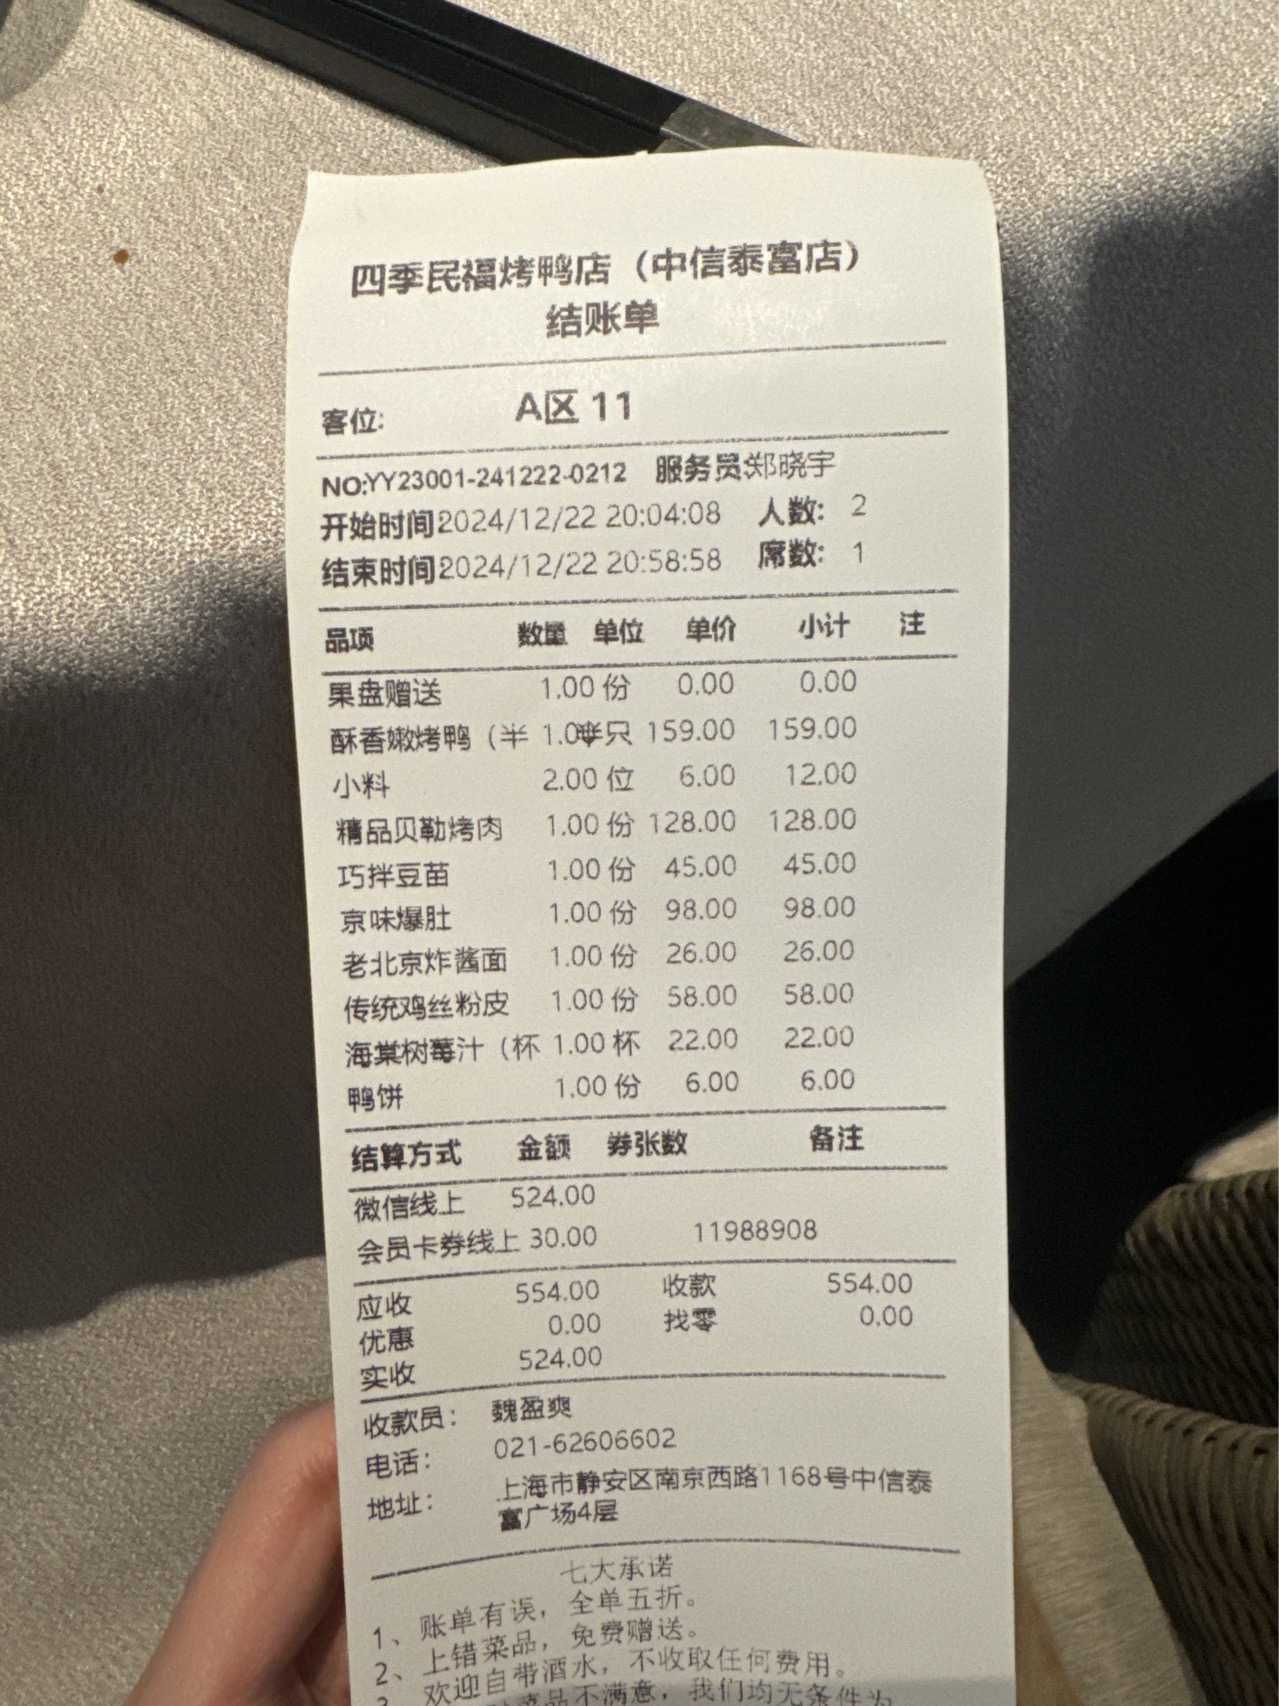 四季民福烤鸭店（中信泰富店）
结账单
客位: A区 11
NO:YY23001-241222-0212 服务员:郑晓宇
开始时间 2024/12/22 20:04:08 人数: 2
结束时间 2024/12/22 20:58:58 席数: 1
品项 数量 单位 单价 小计 注
果盘赠送 1.00 份 0.00 0.00
酥香嫩烤鸭（半 1.0 半只 159.00 159.00
小料 2.00 位 6.00 12.00
精品贝勒烤肉 1.00 份 128.00 128.00
巧拌豆苗 1.00 份 45.00 45.00
京味爆肚 1.00 份 98.00 98.00
老北京炸酱面 1.00 份 26.00 26.00
传统鸡丝粉皮 1.00 份 58.00 58.00
海棠树莓汁（杯 1.00 杯 22.00 22.00
鸭饼 1.00 份 6.00 6.00
结算方式 金额 券张数 备注
微信线上 524.00
会员卡券线上 30.00 11988908
应收 554.00 收款 554.00
优惠 0.00 找零 0.00
实收 524.00
收款员： 魏盈爽
电话： 021-62606602
地址： 上海市静安区南京西路1168号中信泰
富广场4层
七大承诺
1、账单有误，全单五折。
2、上错菜品，免费赠送。
欢迎自带酒水，不收取任何费用。
菜品不满意，我们均无条件为